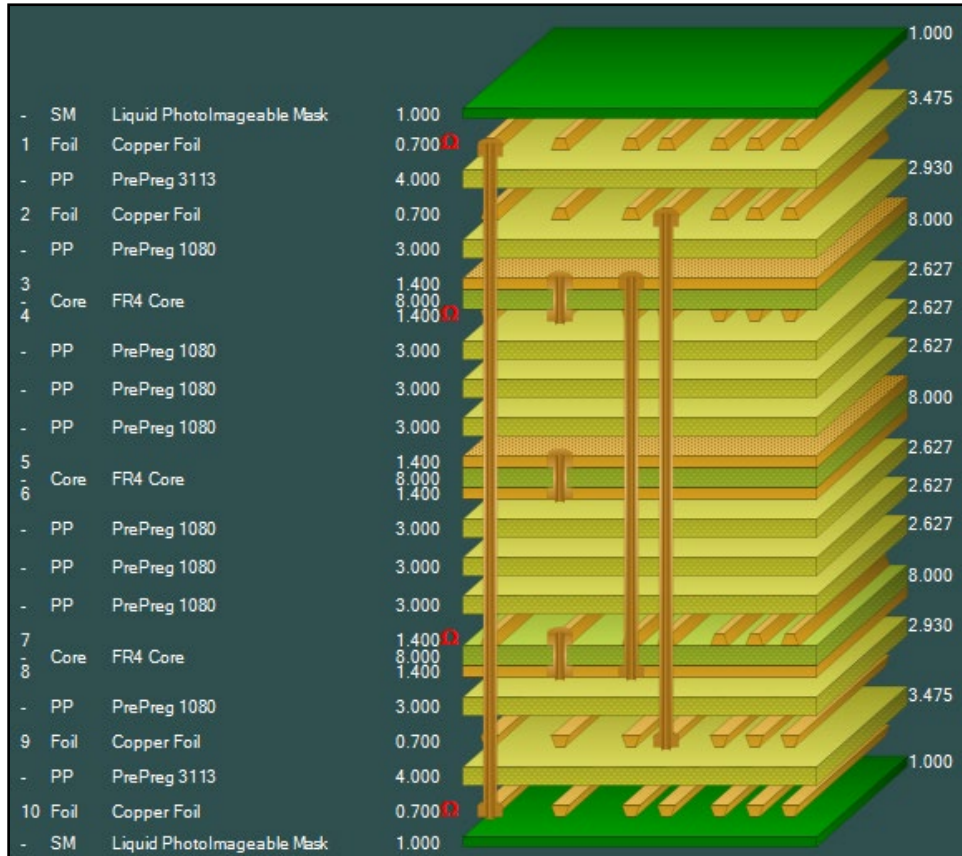 1.000
- SM Liquid PhotoImageable Mask 1.000
1 Foil Copper Foil 0.700 Ω
3.475
- PP PrePreg 3113 4.000
2 Foil Copper Foil 0.700
2.930
- PP PrePreg 1080 3.000
8.000
3 1.400
- Core FR4 Core 8.000
4 1.400 Ω
2.627
- PP PrePreg 1080 3.000
2.627
- PP PrePreg 1080 3.000
2.627
- PP PrePreg 1080 3.000
8.000
5 1.400
- Core FR4 Core 8.000
6 1.400
2.627
- PP PrePreg 1080 3.000
2.627
- PP PrePreg 1080 3.000
2.627
- PP PrePreg 1080 3.000
8.000
7 1.400 Ω
- Core FR4 Core 8.000
8 1.400
2.930
- PP PrePreg 1080 3.000
9 Foil Copper Foil 0.700
3.475
- PP PrePreg 3113 4.000
10 Foil Copper Foil 0.700 Ω
1.000
- SM Liquid PhotoImageable Mask 1.000